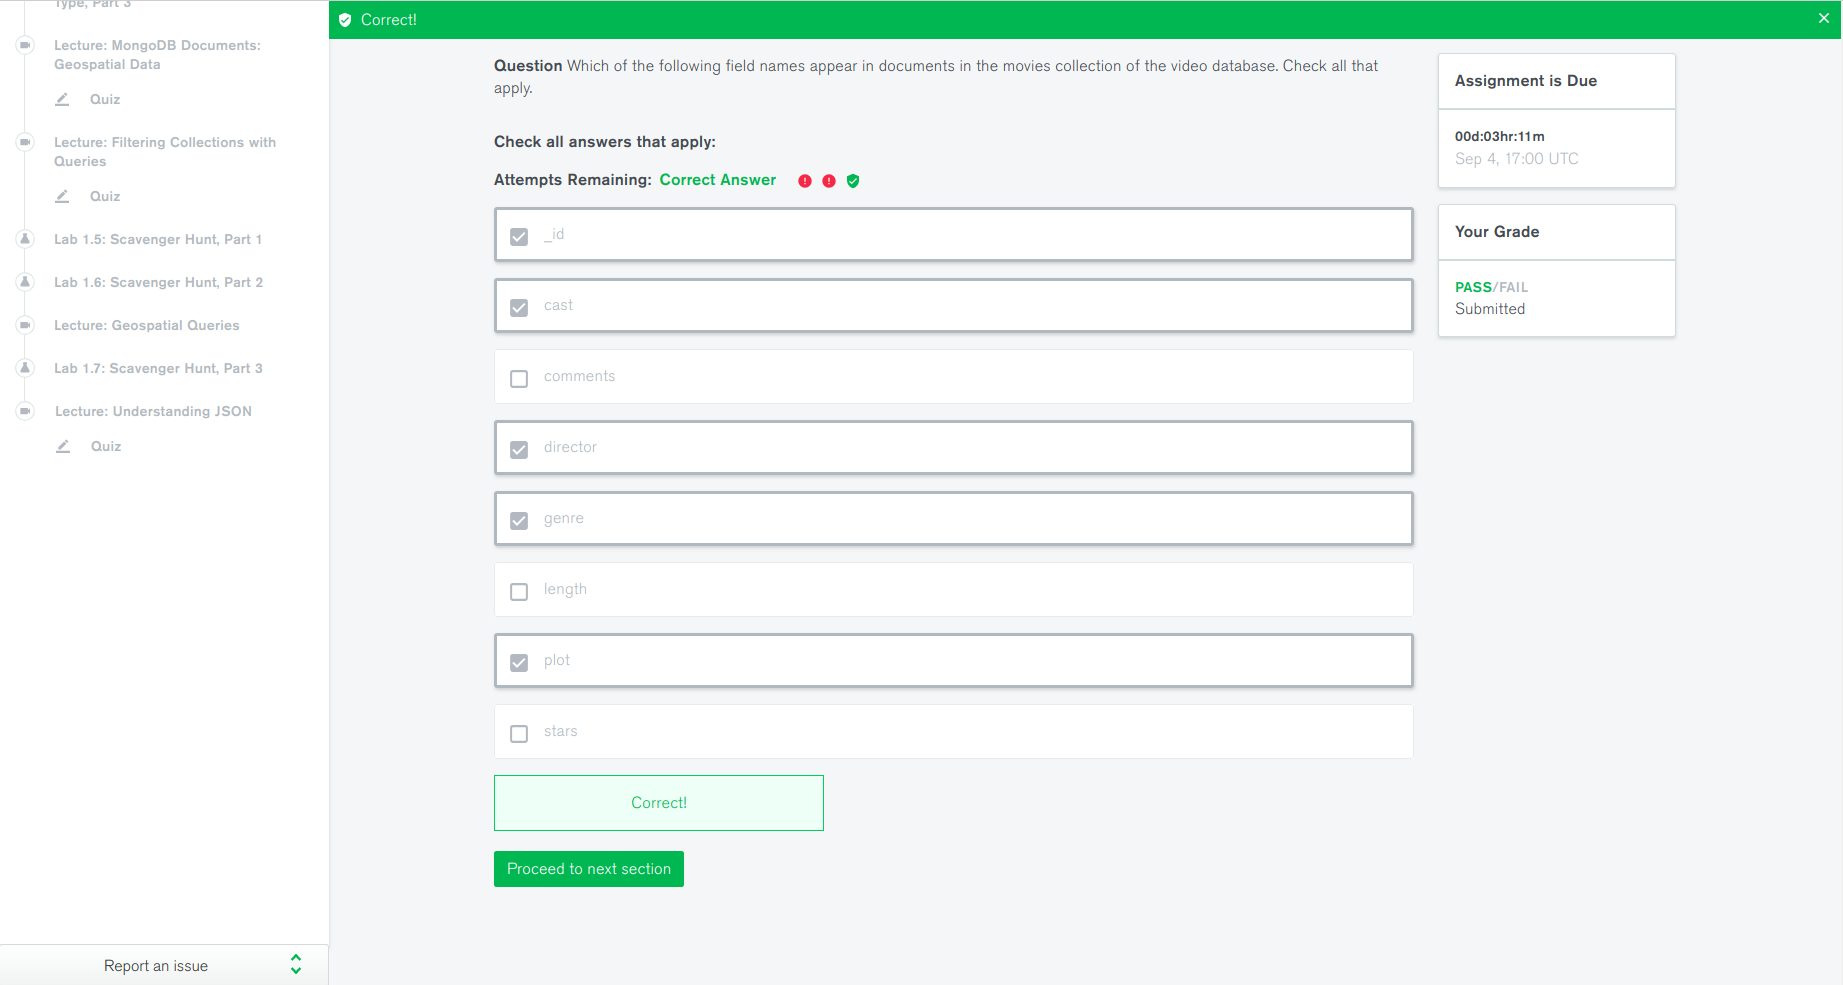 Type, Part 3
Lecture: MongoDB Documents:
Geospatial Data
Quiz
Lecture: Filtering Collections with
Queries
Quiz
Lab 1.5: Scavenger Hunt, Part 1
Lab 1.6: Scavenger Hunt, Part 2
Lecture: Geospatial Queries
Lab 1.7: Scavenger Hunt, Part 3
Lecture: Understanding JSON
Quiz
Report an issue
Correct!
Question Which of the following field names appear in documents in the movies collection of the video database. Check all that
apply.
Check all answers that apply:
Attempts Remaining: Correct Answer
_id
cast
comments
director
genre
length
plot
stars
Correct!
Proceed to next section
Assignment is Due
00d:03hr:11m
Sep 4, 17:00 UTC
Your Grade
PASS/FAIL
Submitted